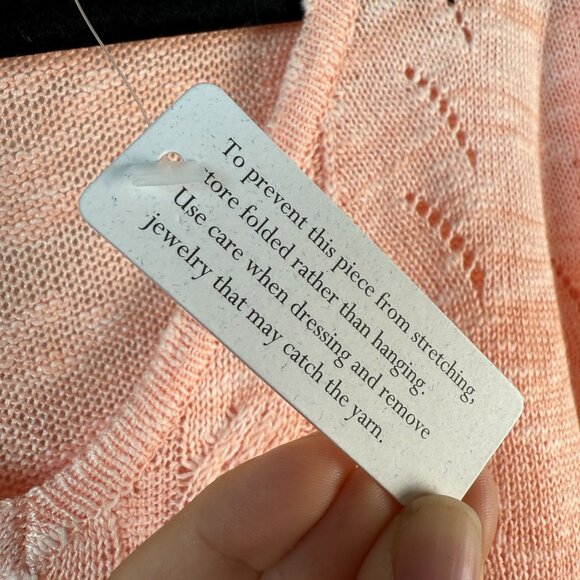 To prevent this piece from stretching,
tore folded rather than hanging.
Use care when dressing and remove
jewelry that may catch the yarn.